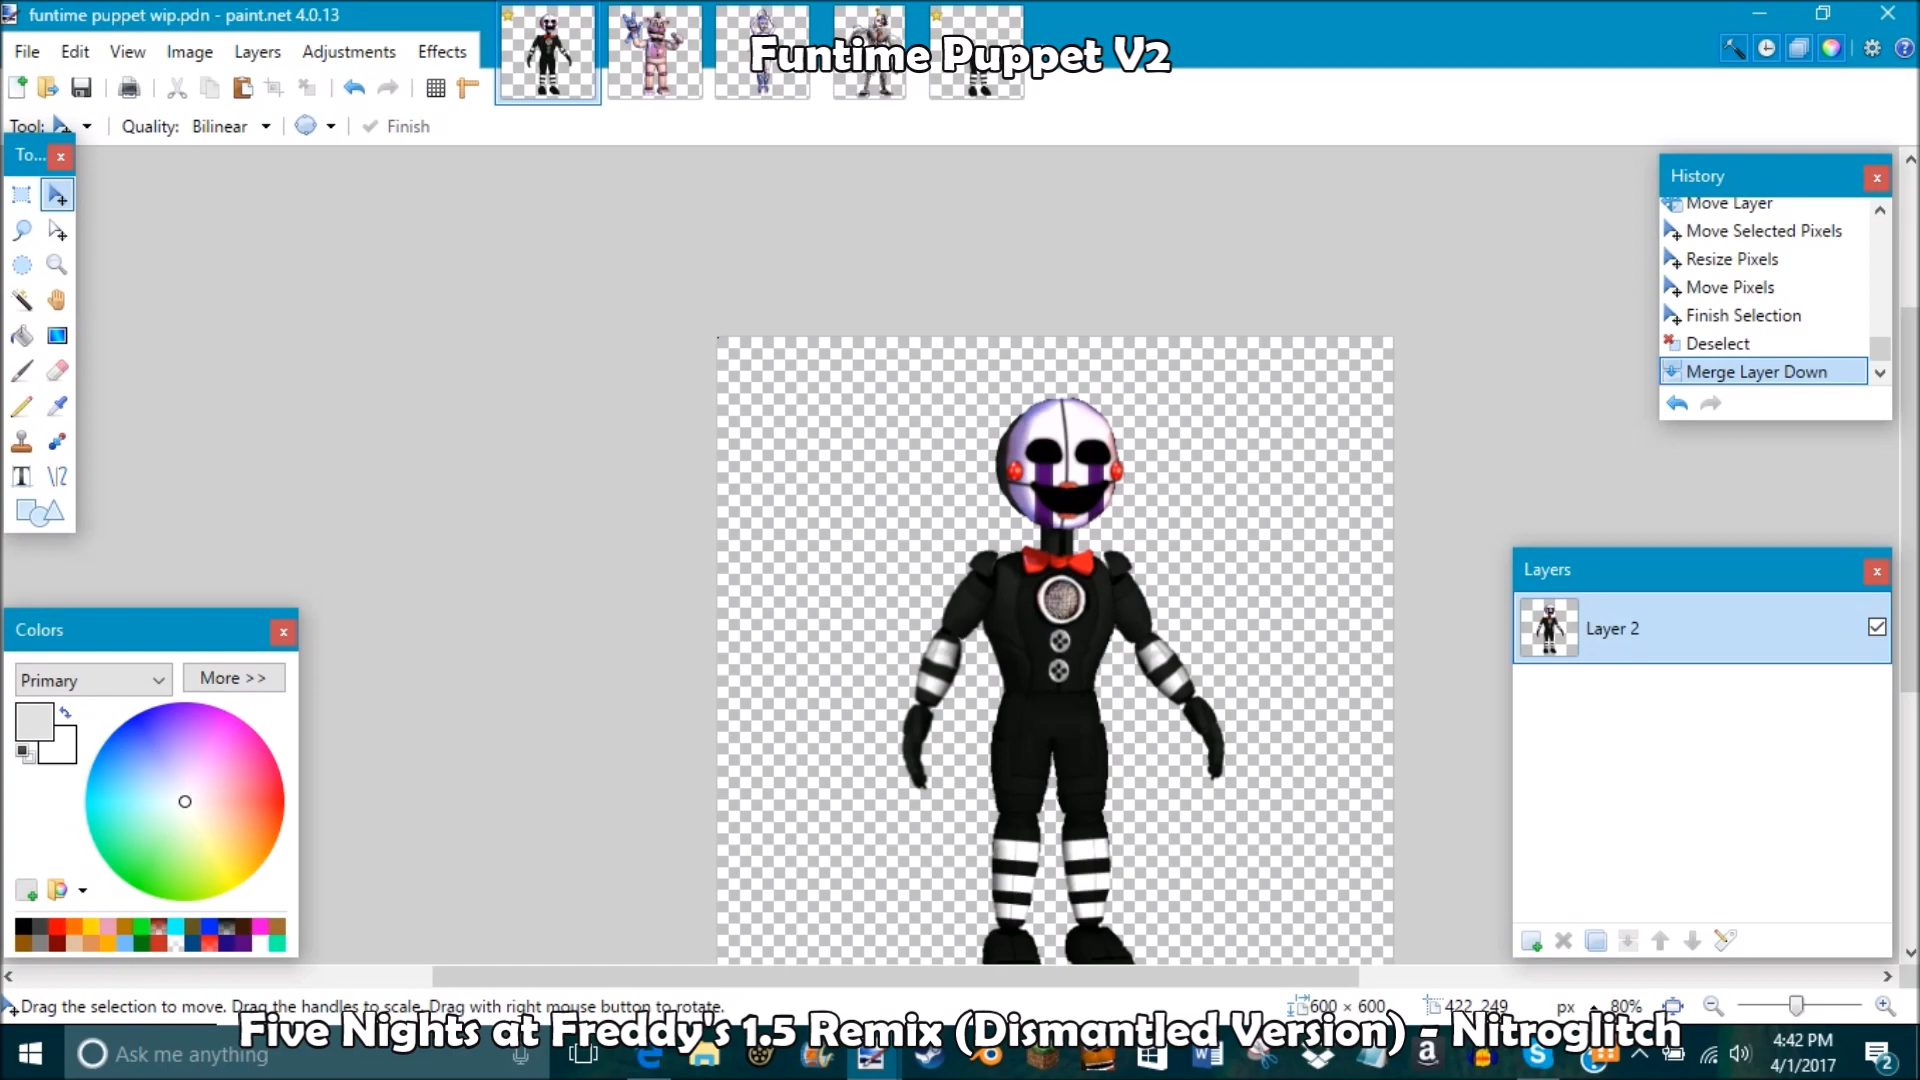 funtime puppet wip.pdn - paint.net 4.0.13
File Edit View Image Layers Adjustments Effects
Funtime Puppet V2
Tool: Quality: Bilinear Finish
To...
History
Move Layer
Move Selected Pixels
Resize Pixels
Move Pixels
Finish Selection
Deselect
Merge Layer Down
Layers
Layer 2
Colors
Primary More >>
Drag the selection to move. Drag the handles to scale. Drag with right mouse button to rotate. 600 × 600 422, 249 px 80%
Five Nights at Freddy's 1.5 Remix (Dismantled Version) - Nitroglitch
Ask me anything
4:42 PM
4/1/2017
2